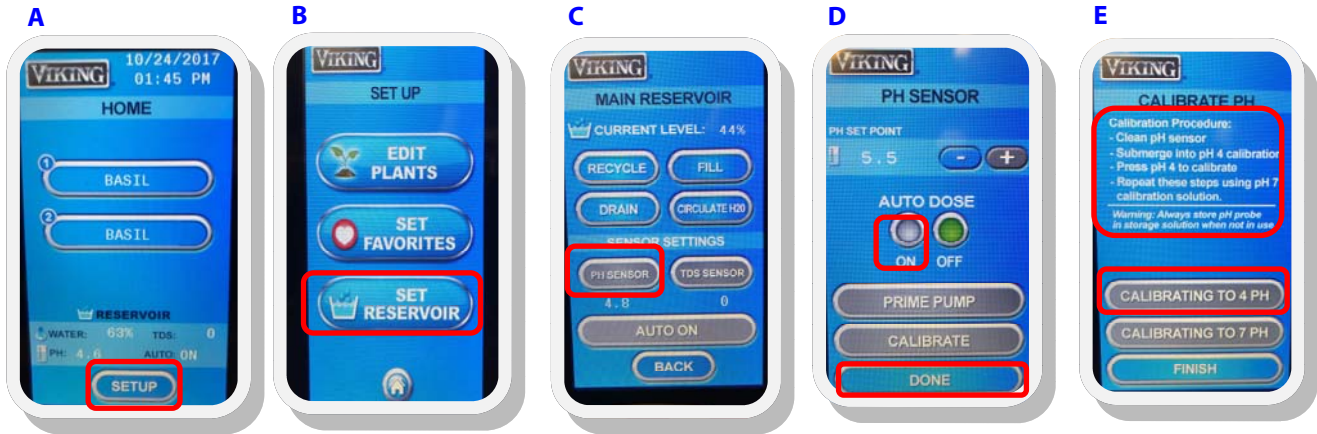 A
B
C
D
E
VIKING
10/24/2017
01:45 PM
HOME
1
BASIL
2
BASIL
RESERVOIR
WATER: 63% TDS: 0
PH: 4.6 AUTO: ON
SETUP
VIKING
SET UP
EDIT
PLANTS
SET
FAVORITES
SET
RESERVOIR
VIKING
MAIN RESERVOIR
CURRENT LEVEL: 44%
RECYCLE
FILL
DRAIN
CIRCULATE H20
SENSOR SETTINGS
PH SENSOR
TDS SENSOR
4.8 0
AUTO ON
BACK
VIKING
PH SENSOR
PH SET POINT
5.5 - +
AUTO DOSE
ON OFF
PRIME PUMP
CALIBRATE
DONE
VIKING
CALIBRATE PH
Calibration Procedure:
- Clean pH sensor
- Submerge into pH 4 calibration
- Press pH 4 to calibrate
- Repeat these steps using pH 7
calibration solution.
Warning: Always store pH probe
in storage solution when not in use
CALIBRATING TO 4 PH
CALIBRATING TO 7 PH
FINISH